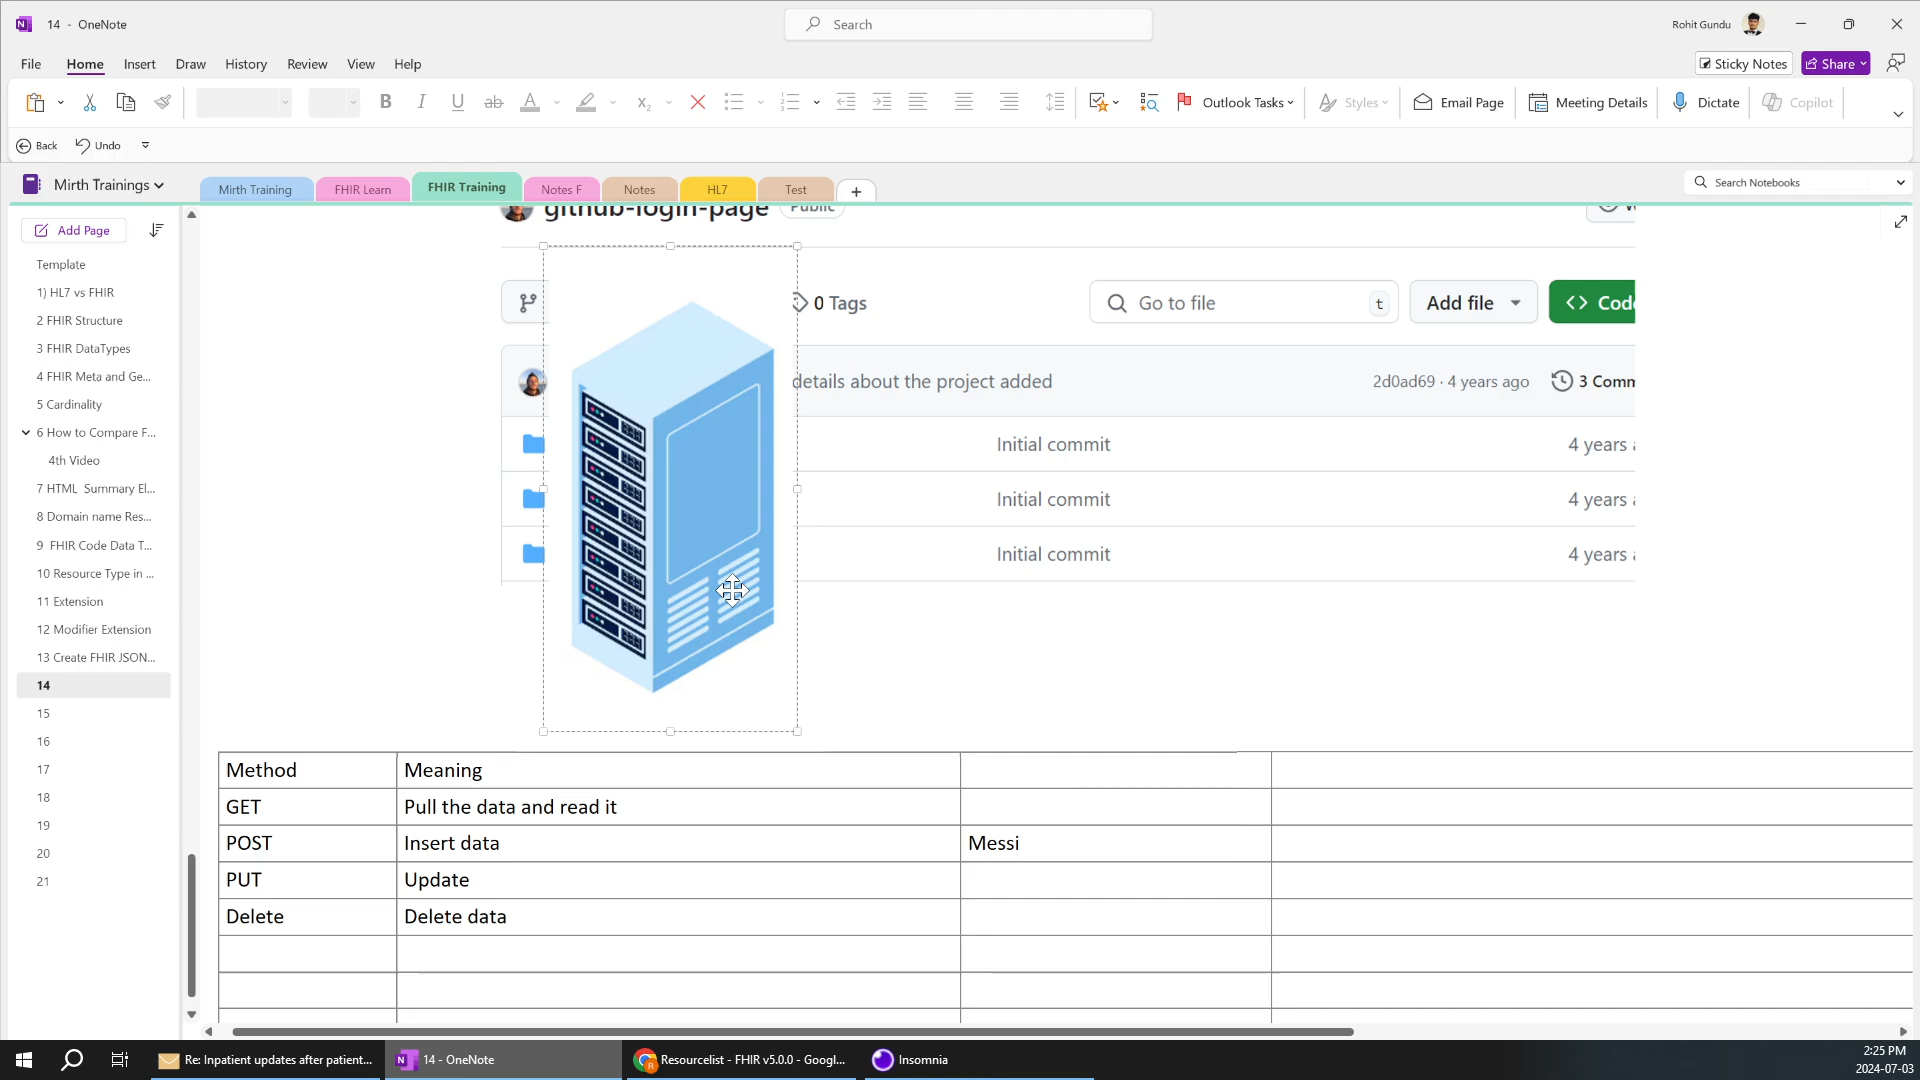 14 - OneNote
Search
Rohit Gundu
File Home Insert Draw History Review View Help
Sticky Notes
Share
B I U ab A x₂
Outlook Tasks
Styles
Email Page
Meeting Details
Dictate
Copilot
Back
Undo
Mirth Trainings
Mirth Training
FHIR Learn
FHIR Training
Notes F
Notes
HL7
Test
+
Search Notebooks
Add Page
Template
1) HL7 vs FHIR
2 FHIR Structure
3 FHIR DataTypes
4 FHIR Meta and Ge...
5 Cardinality
6 How to Compare F...
4th Video
7 HTML Summary El...
8 Domain name Res...
9 FHIR Code Data T...
10 Resource Type in ...
11 Extension
12 Modifier Extension
13 Create FHIR JSON...
14
15
16
17
18
19
20
21
github-login-page Public
0 Tags
Go to file
t
Add file
<> Code
details about the project added
2d0ad69 · 4 years ago
3 Comm
Initial commit 4 years a
Initial commit 4 years a
Initial commit 4 years a
Method Meaning
GET Pull the data and read it
POST Insert data Messi
PUT Update
Delete Delete data
Re: Inpatient updates after patient...
14 - OneNote
Resourcelist - FHIR v5.0.0 - Googl...
Insomnia
2:25 PM
2024-07-03